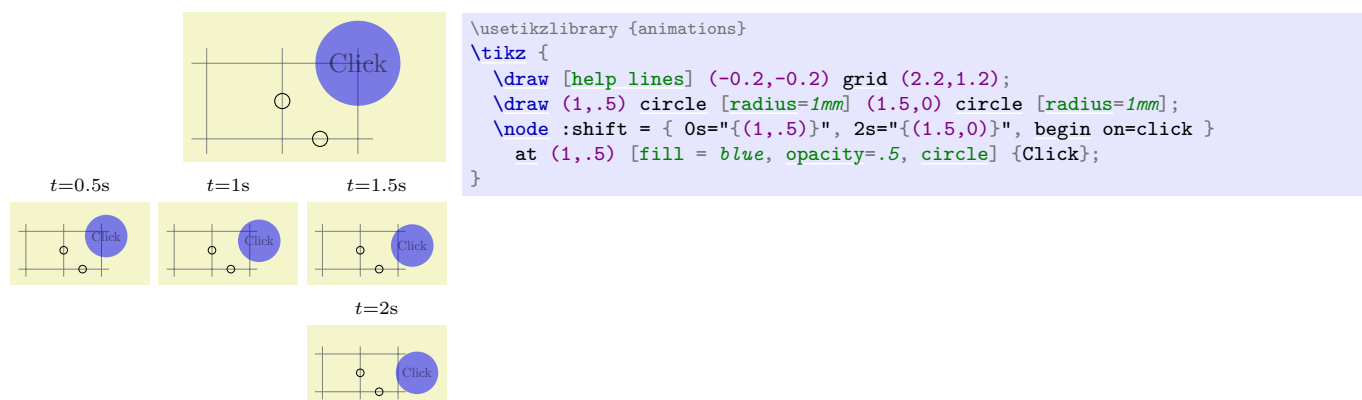 Click
t=0.5s
t=1s
t=1.5s
Click
Click
Click
t=2s
Click
\usetikzlibrary {animations}
\tikz {
  \draw [help lines] (-0.2,-0.2) grid (2.2,1.2);
  \draw (1,.5) circle [radius=1mm] (1.5,0) circle [radius=1mm];
  \node :shift = { 0s="{(1,.5)}", 2s="{(1.5,0)}", begin on=click }
    at (1,.5) [fill = blue, opacity=.5, circle] {Click};
}